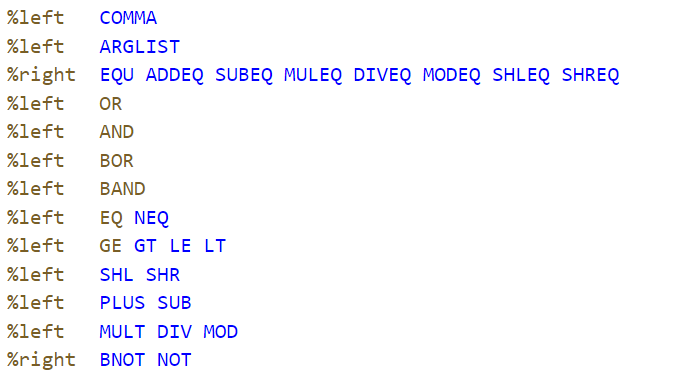 %left COMMA
%left ARGLIST
%right EQU ADDEQ SUBEQ MULEQ DIVEQ MODEQ SHLEQ SHREQ
%left OR
%left AND
%left BOR
%left BAND
%left EQ NEQ
%left GE GT LE LT
%left SHL SHR
%left PLUS SUB
%left MULT DIV MOD
%right BNOT NOT